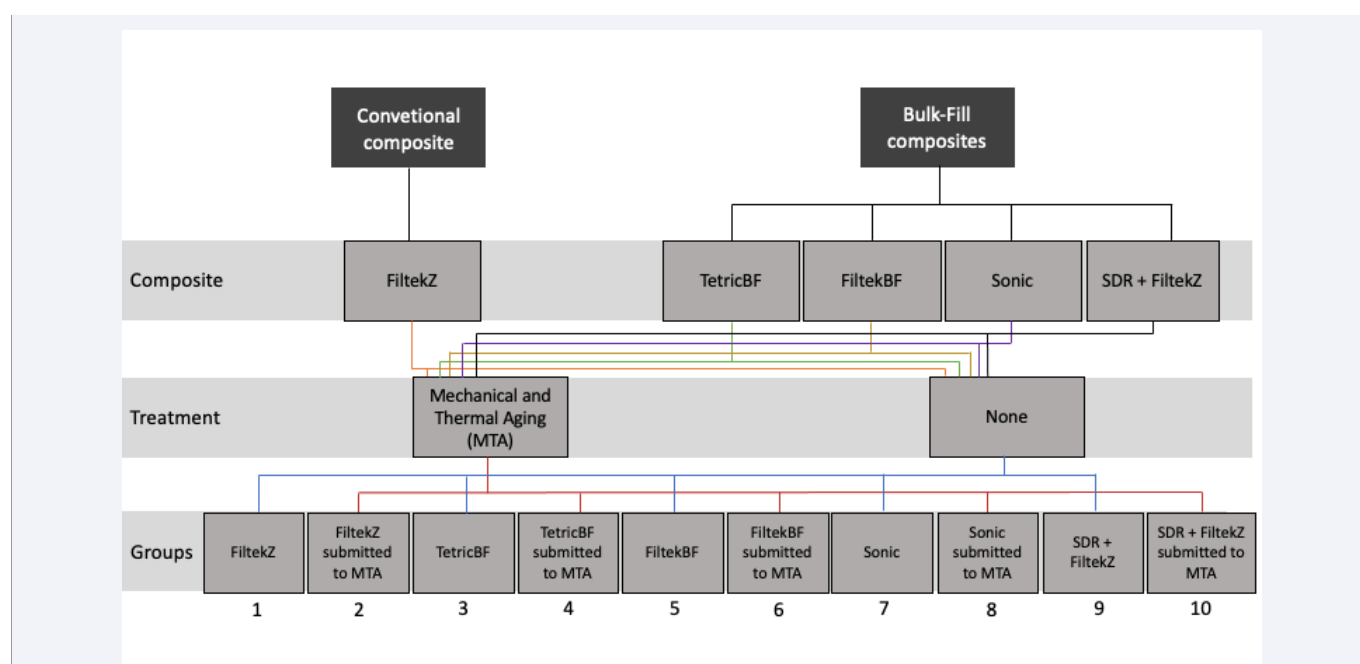 Convetional
composite
Bulk-Fill
composites
Composite
FiltekZ
TetricBF
FiltekBF
Sonic
SDR + FiltekZ
Treatment
Mechanical and
Thermal Aging
(MTA)
None
Groups
FiltekZ
FiltekZ
submitted
to MTA
TetricBF
TetricBF
submitted
to MTA
FiltekBF
FiltekBF
submitted
to MTA
Sonic
Sonic
submitted
to MTA
SDR +
FiltekZ
SDR + FiltekZ
submitted to
MTA
1
2
3
4
5
6
7
8
9
10